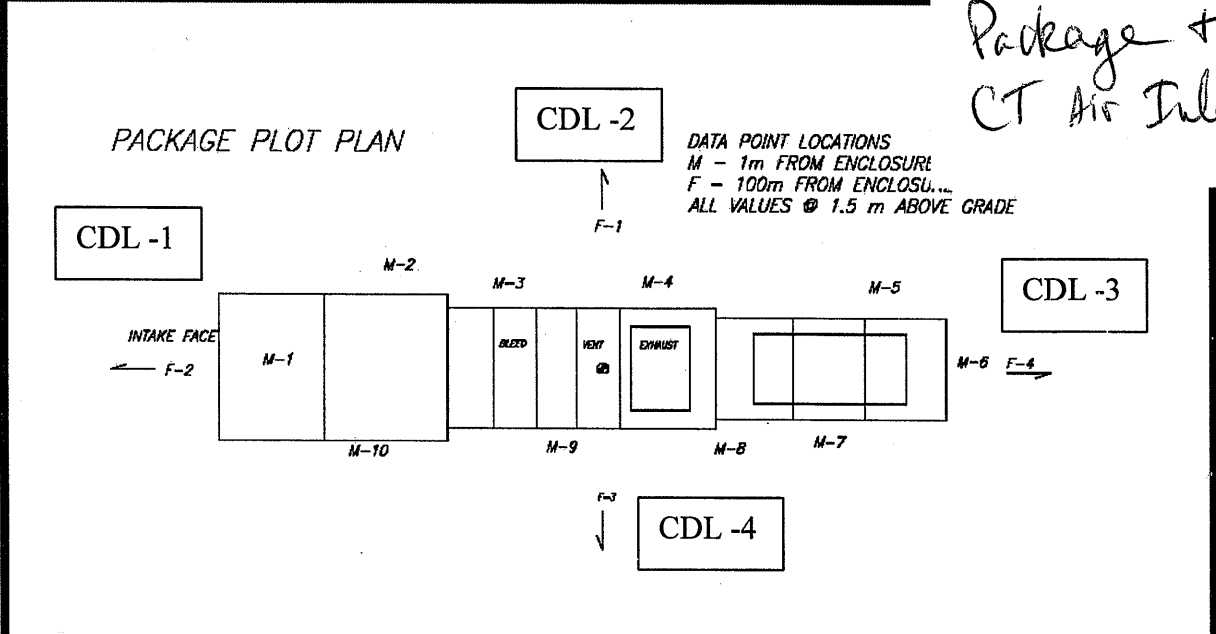 Package +
CT Air
PACKAGE PLOT PLAN
CDL -2
DATA POINT LOCATIONS
M - 1m FROM ENCLOSURE
F - 100m FROM
ALL VALUES @ 1.5 m ABOVE GRADE
F-1
CDL -1
M-2
M-3
M-4
M-5
CDL -3
INTAKE FACE
F-2
M-1
BLEED
VENT
EXHAUST
M-6
F-4
M-10
M-9
M-8
M-7
F-3
CDL -4